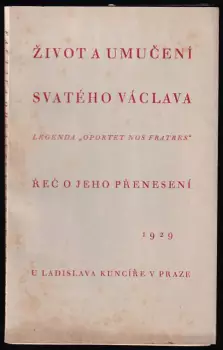 ŽIVOT A UMUČENÍ
SVATÉHO VÁCLAVA
LEGENDA „OPORTET NOS FRATRES“
ŘEČ O JEHO PŘENESENÍ
1929
U LADISLAVA KUNCÍŘE V PRAZE